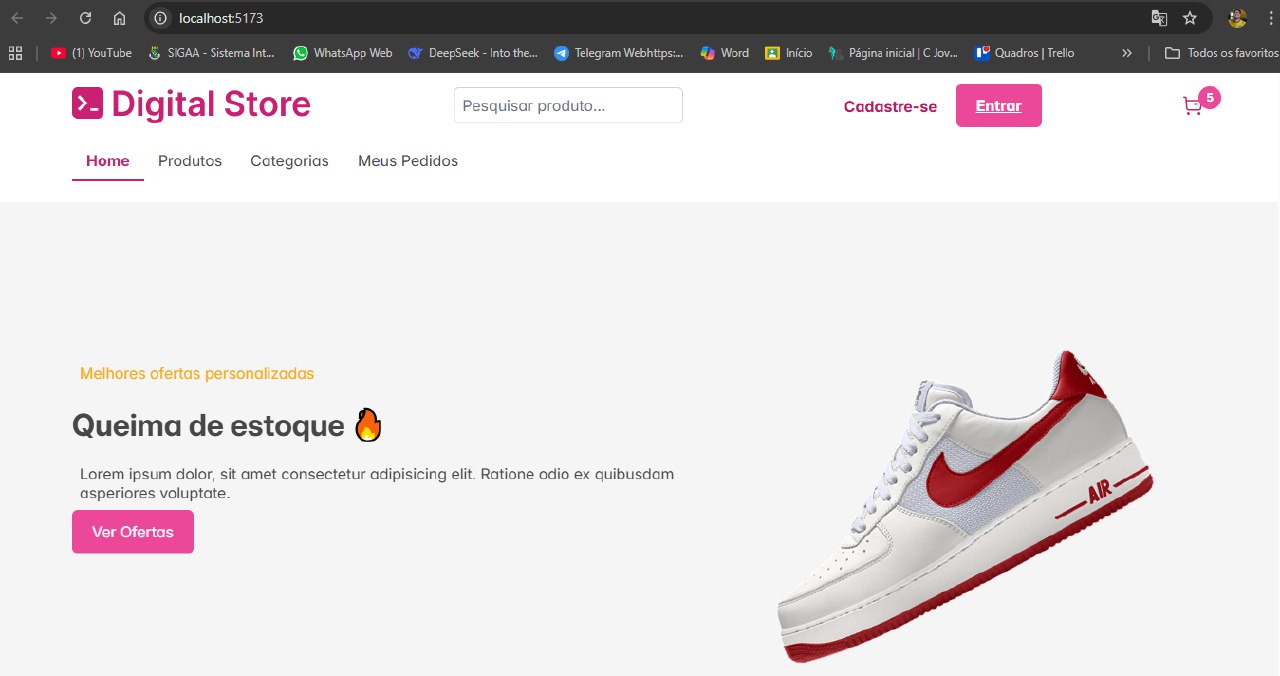 localhost:5173
(1) YouTube
SIGAA - Sistema Int...
WhatsApp Web
DeepSeek - Into the...
Telegram Webhttps:...
Word
Início
Página inicial | C Jov...
Quadros | Trello
»
Todos os favoritos
Digital Store
Pesquisar produto...
Cadastre-se
Entrar
5
Home
Produtos
Categorias
Meus Pedidos
Melhores ofertas personalizadas
Queima de estoque 🔥
Lorem ipsum dolor, sit amet consectetur adipisicing elit. Ratione odio ex quibusdam
asperiores voluptate.
Ver Ofertas
AIR